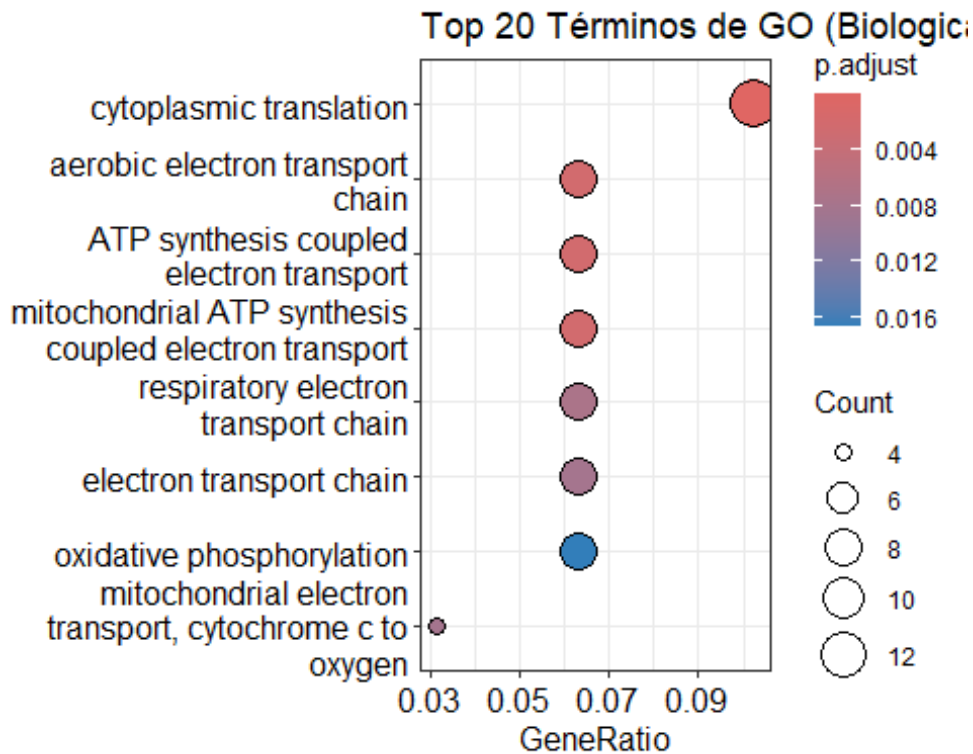 Top 20 Términos de GO (Biologica
cytoplasmic translation
aerobic electron transport
chain
ATP synthesis coupled
electron transport
mitochondrial ATP synthesis
coupled electron transport
respiratory electron
transport chain
electron transport chain
oxidative phosphorylation
mitochondrial electron
transport, cytochrome c to
oxygen
0.03 0.05 0.07 0.09
GeneRatio
p.adjust
0.004
0.008
0.012
0.016
Count
4
6
8
10
12